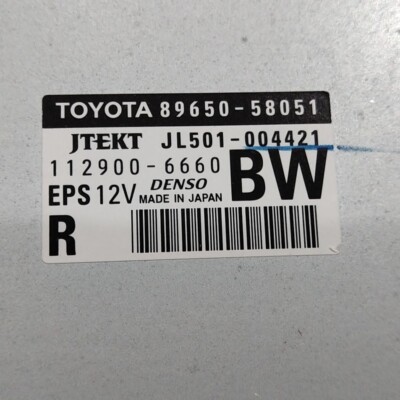 TOYOTA 89650-58051
JTEKT JL501-004421
112900-6660 BW
EPS 12V DENSO MADE IN JAPAN
R